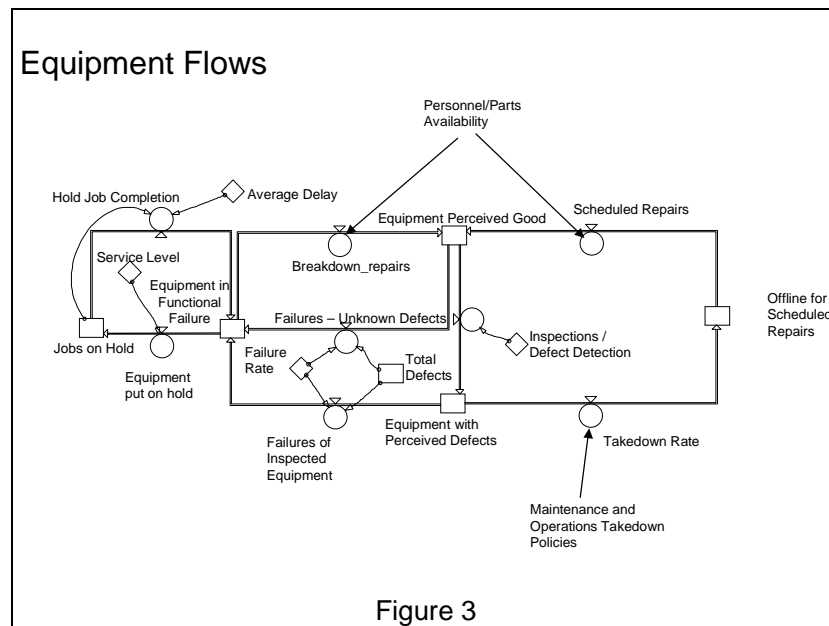 Equipment Flows
Personnel/Parts
Availability
Hold Job Completion
Average Delay
Equipment Perceived Good
Scheduled Repairs
Service Level
Breakdown_repairs
Equipment in
Functional
Failure
Failures – Unknown Defects
Offline for
Scheduled
Repairs
Jobs on Hold
Inspections /
Defect Detection
Failure
Rate
Total
Defects
Equipment
put on hold
Equipment with
Perceived Defects
Takedown Rate
Failures of
Inspected
Equipment
Maintenance and
Operations Takedown
Policies
Figure 3